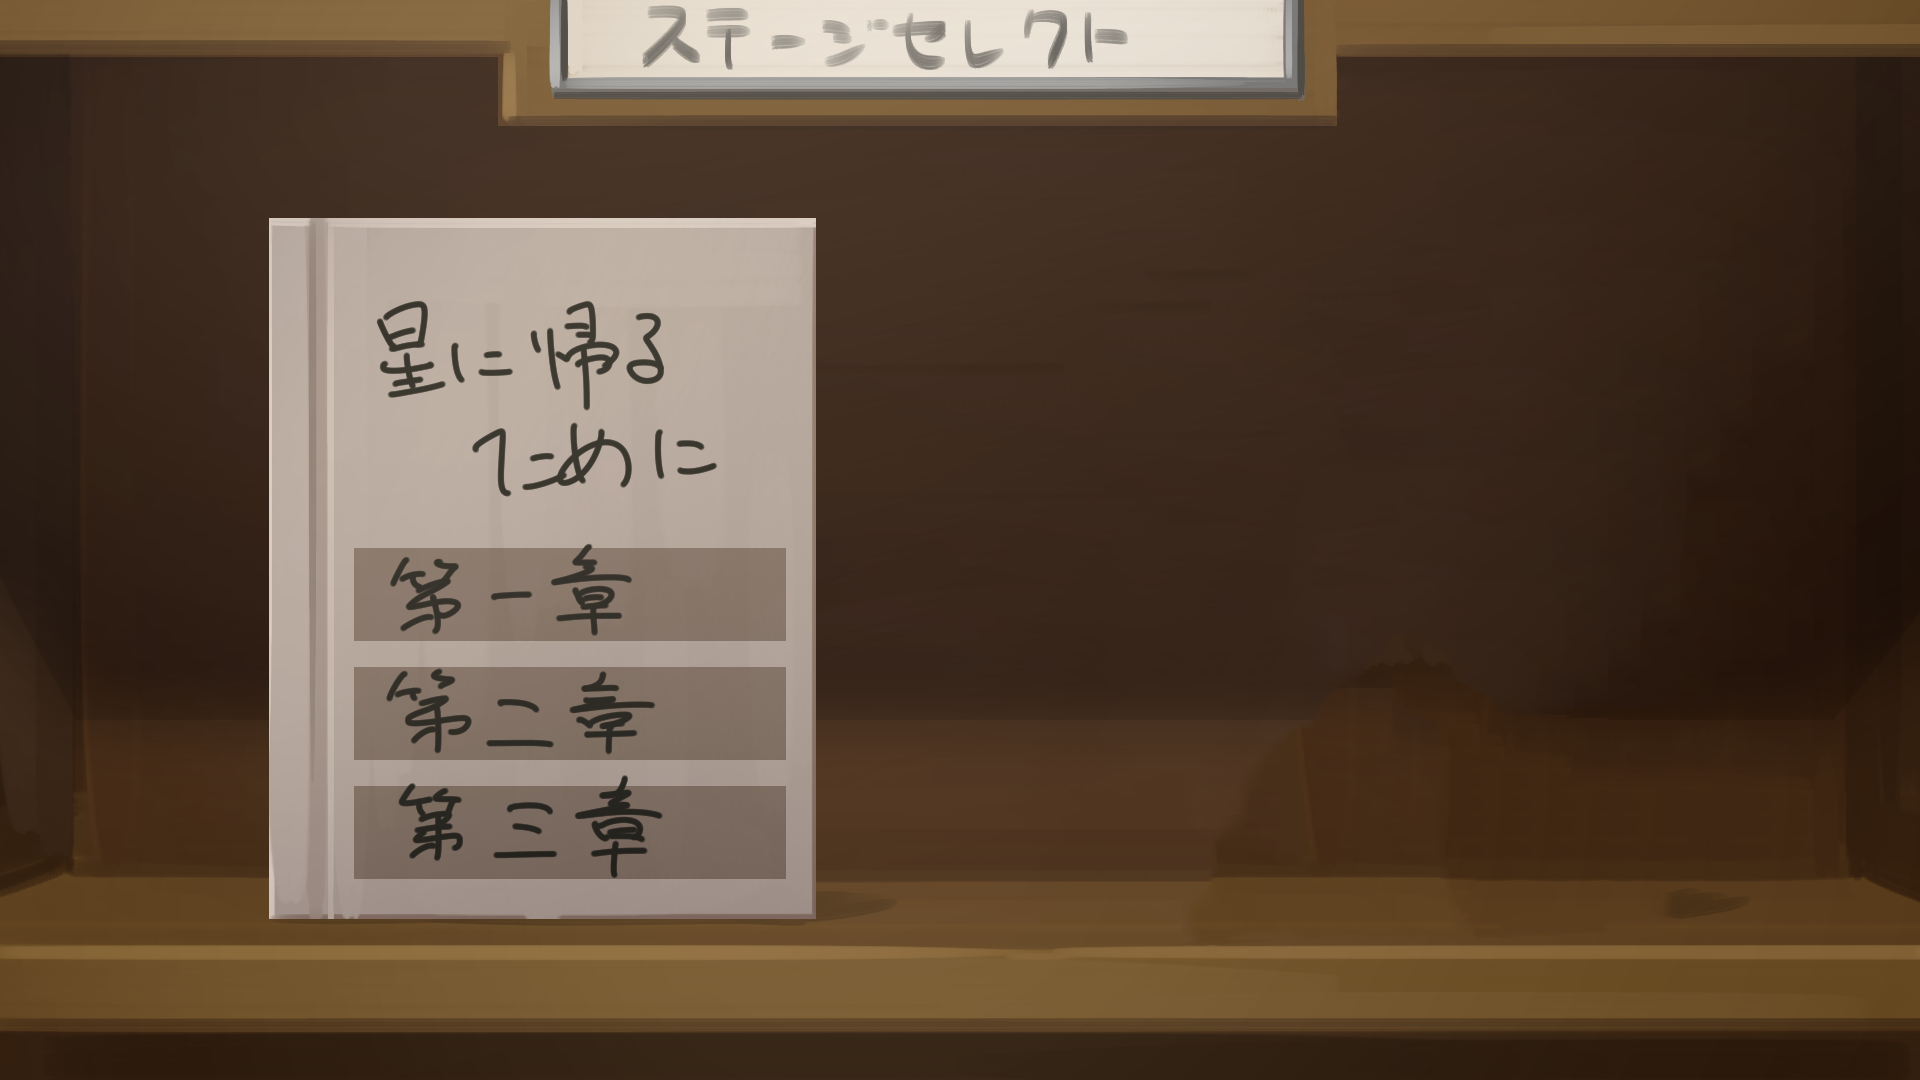 ステージセレクト
星に帰る
ために
第一章
第二章
第三章